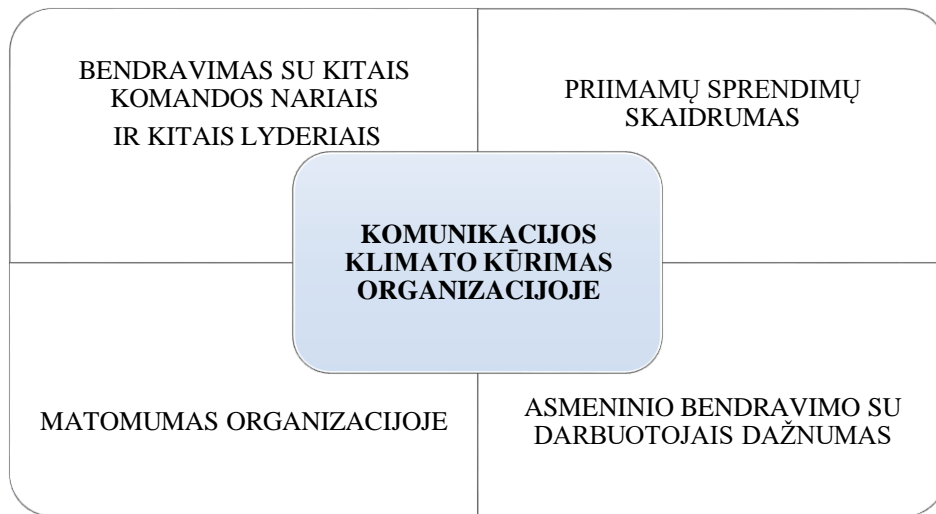 BENDRAVIMAS SU KITAIS
KOMANDOS NARIAIS
IR KITAIS LYDERIAIS
PRIIMAMŲ SPRENDIMŲ
SKAIDRUMAS
KOMUNIKACIJOS
KLIMATO KŪRIMAS
ORGANIZACIJOJE
MATOMUMAS ORGANIZACIJOJE
ASMENINIO BENDRAVIMO SU
DARBUOTOJAIS DAŽNUMAS